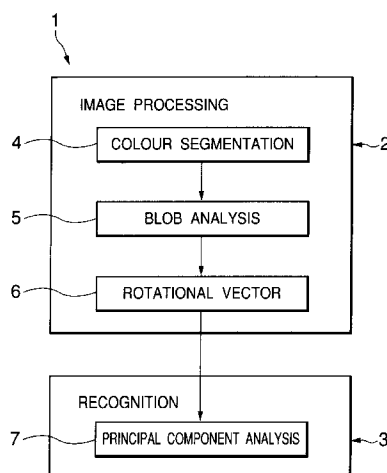 1
IMAGE PROCESSING
4 COLOUR SEGMENTATION 2
5 BLOB ANALYSIS
6 ROTATIONAL VECTOR
RECOGNITION
7 PRINCIPAL COMPONENT ANALYSIS 3